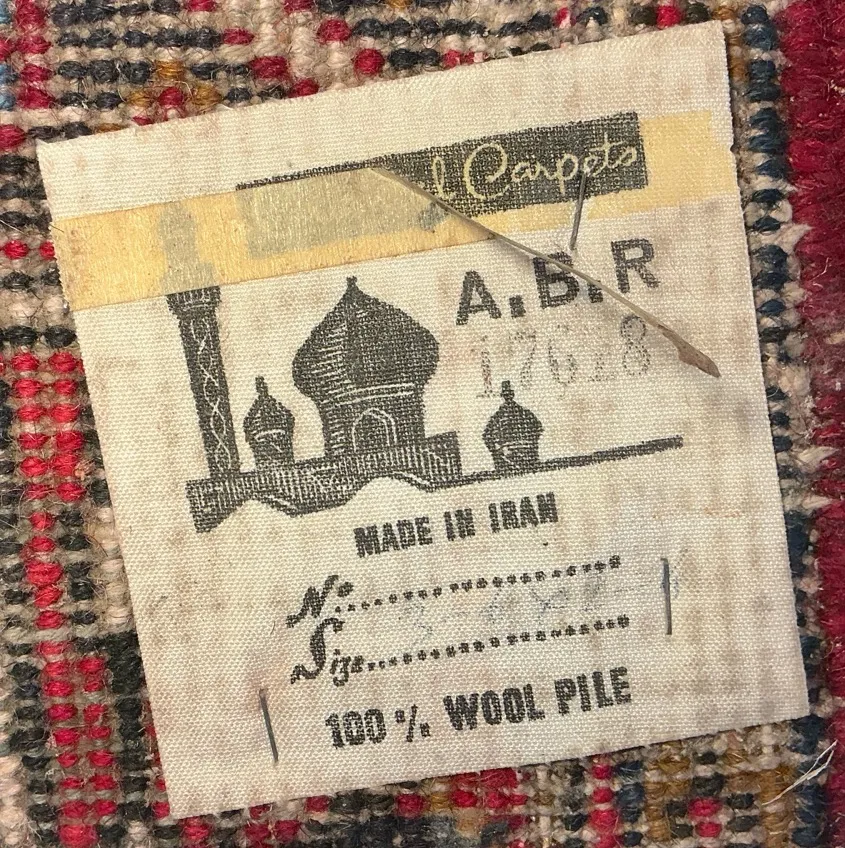 Carpets
A.B.R
17628
MADE IN IRAN
No..................
Size..................
100 % WOOL PILE